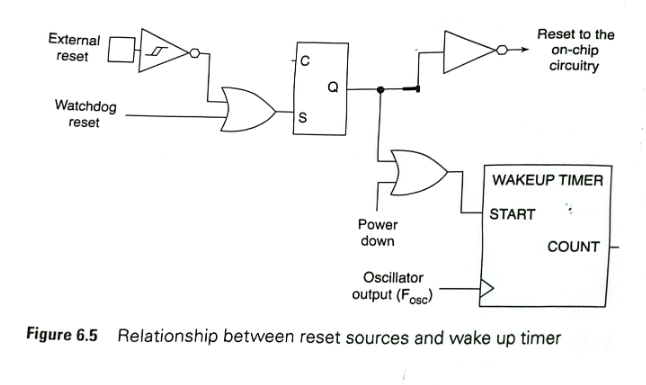 External
reset
Watchdog
reset
C
Q
S
Reset to the
on-chip
circuitry
Power
down
WAKEUP TIMER
START
COUNT
Oscillator
output (Fosc)
Figure 6.5 Relationship between reset sources and wake up timer